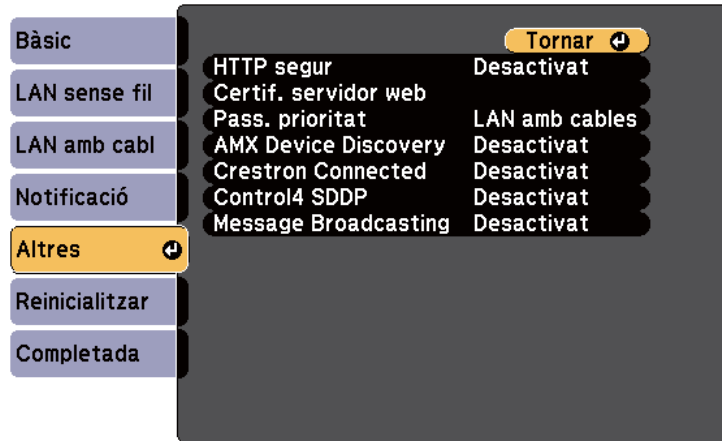 Bàsic
LAN sense fil
LAN amb cabl
Notificació
Altres
Reinicialitzar
Completada
Tornar
HTTP segur Desactivat
Certif. servidor web
Pass. prioritat LAN amb cables
AMX Device Discovery Desactivat
Crestron Connected Desactivat
Control4 SDDP Desactivat
Message Broadcasting Desactivat